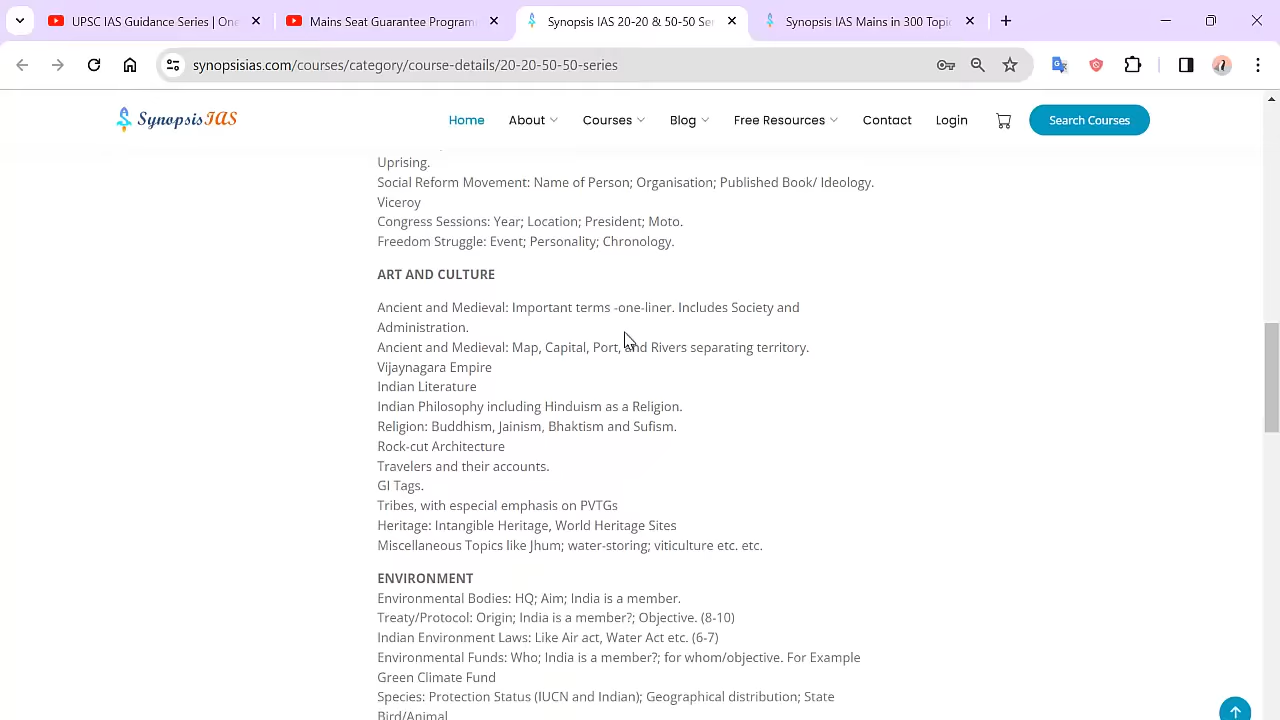 UPSC IAS Guidance Series | One
Mains Seat Guarantee Program
Synopsis IAS 20-20 & 50-50 Ser
Synopsis IAS Mains in 300 Topic
synopsisias.com/courses/category/course-details/20-20-50-50-series
SynopsisIAS
Home
About
Courses
Blog
Free Resources
Contact
Login
Search Courses
Uprising.
Social Reform Movement: Name of Person; Organisation; Published Book/ Ideology.
Viceroy
Congress Sessions: Year; Location; President; Moto.
Freedom Struggle: Event; Personality; Chronology.
ART AND CULTURE
Ancient and Medieval: Important terms -one-liner. Includes Society and
Administration.
Ancient and Medieval: Map, Capital, Port, and Rivers separating territory.
Vijaynagara Empire
Indian Literature
Indian Philosophy including Hinduism as a Religion.
Religion: Buddhism, Jainism, Bhaktism and Sufism.
Rock-cut Architecture
Travelers and their accounts.
GI Tags.
Tribes, with especial emphasis on PVTGs
Heritage: Intangible Heritage, World Heritage Sites
Miscellaneous Topics like Jhum; water-storing; viticulture etc. etc.
ENVIRONMENT
Environmental Bodies: HQ; Aim; India is a member.
Treaty/Protocol: Origin; India is a member?; Objective. (8-10)
Indian Environment Laws: Like Air act, Water Act etc. (6-7)
Environmental Funds: Who; India is a member?; for whom/objective. For Example
Green Climate Fund
Species: Protection Status (IUCN and Indian); Geographical distribution; State
Bird/Animal